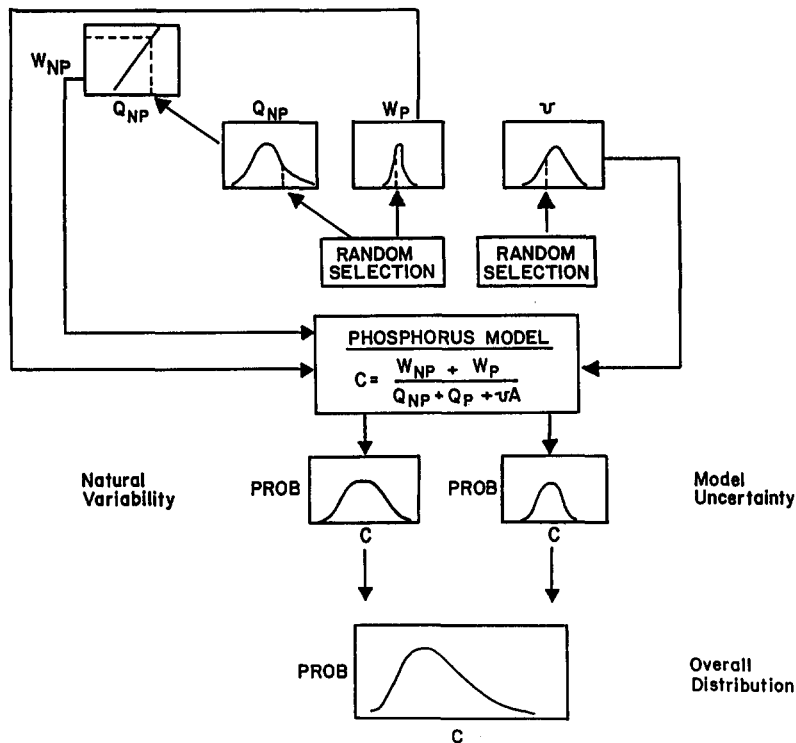 W_NP
Q_NP
Q_NP
W_P
v
RANDOM
SELECTION
RANDOM
SELECTION
PHOSPHORUS MODEL
C = (W_NP + W_P) / (Q_NP + Q_P + vA)
Natural
Variability
PROB
C
PROB
C
Model
Uncertainty
PROB
C
Overall
Distribution